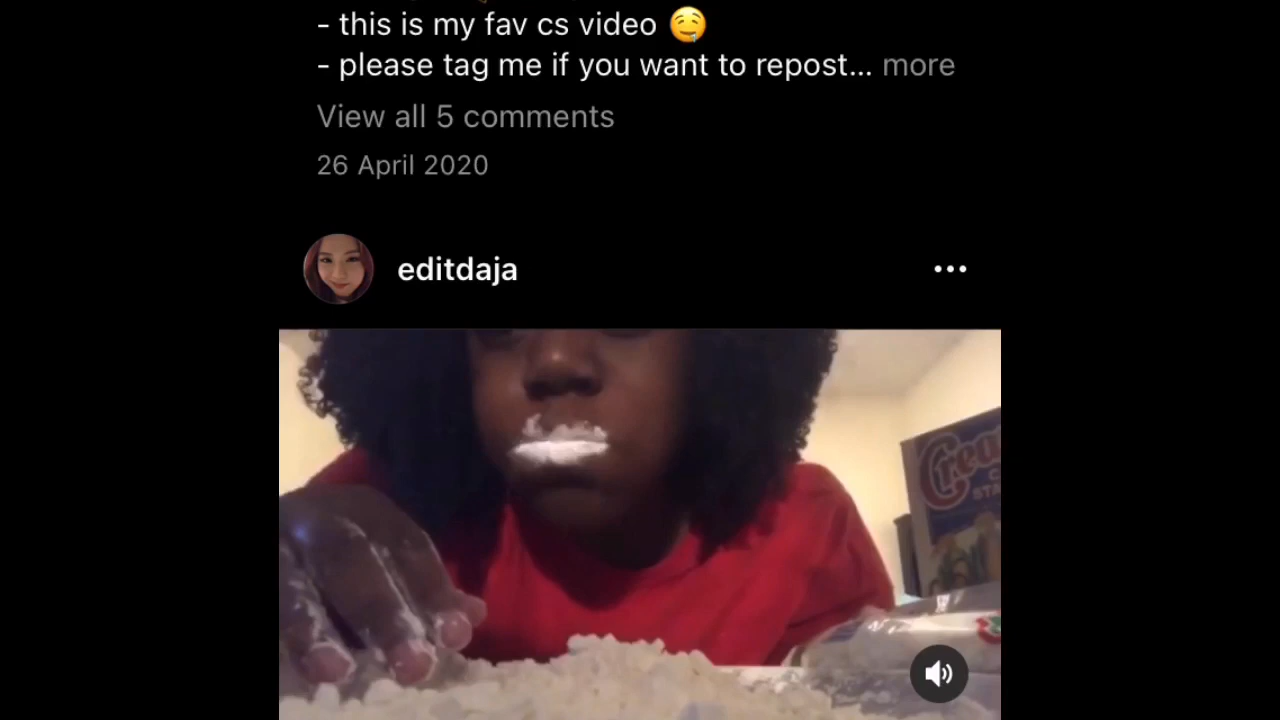 - this is my fav cs video 🤤
- please tag me if you want to repost... more
View all 5 comments
26 April 2020
editdaja